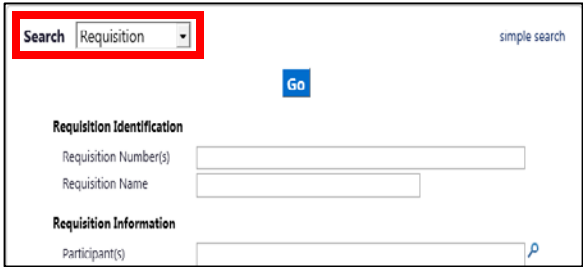 Search Requisition simple search
Go
Requisition Identification
Requisition Number(s)
Requisition Name
Requisition Information
Participant(s)